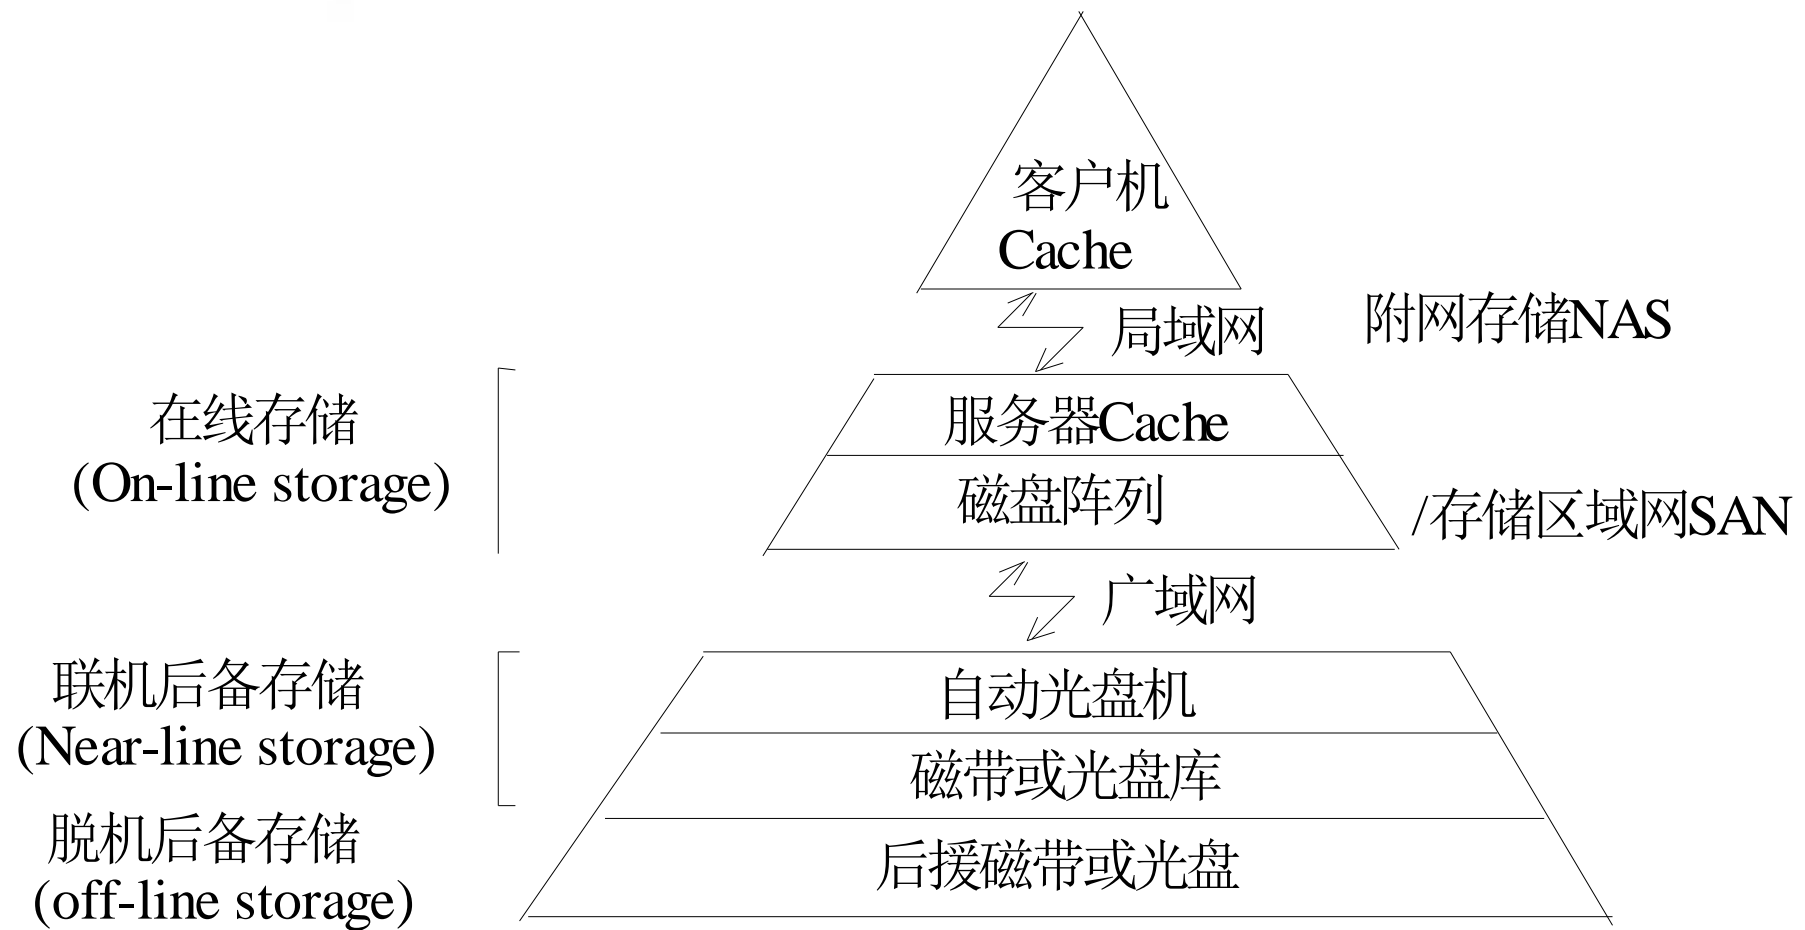 客户机
Cache
局域网
附网存储NAS
在线存储
(On-line storage)
服务器Cache
磁盘阵列
/存储区域网SAN
广域网
联机后备存储
(Near-line storage)
自动光盘机
磁带或光盘库
脱机后备存储
(off-line storage)
后援磁带或光盘